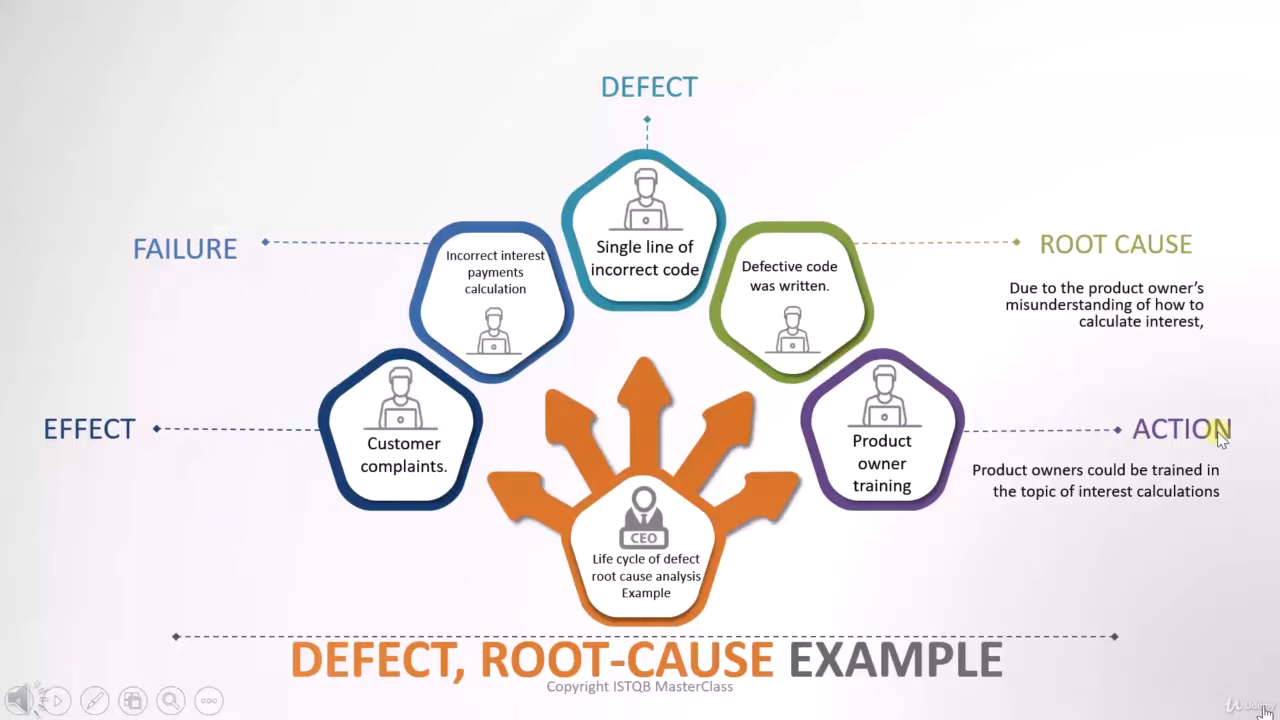 DEFECT
FAILURE
Incorrect interest
payments
calculation
Single line of
incorrect code
Defective code
was written.
ROOT CAUSE
Due to the product owner's
misunderstanding of how to
calculate interest,
EFFECT
Customer
complaints.
Product
owner
training
ACTION
Product owners could be trained in
the topic of interest calculations
CEO
Life cycle of defect
root cause analysis
Example
DEFECT, ROOT-CAUSE EXAMPLE
Copyright ISTQB MasterClass
Udemy